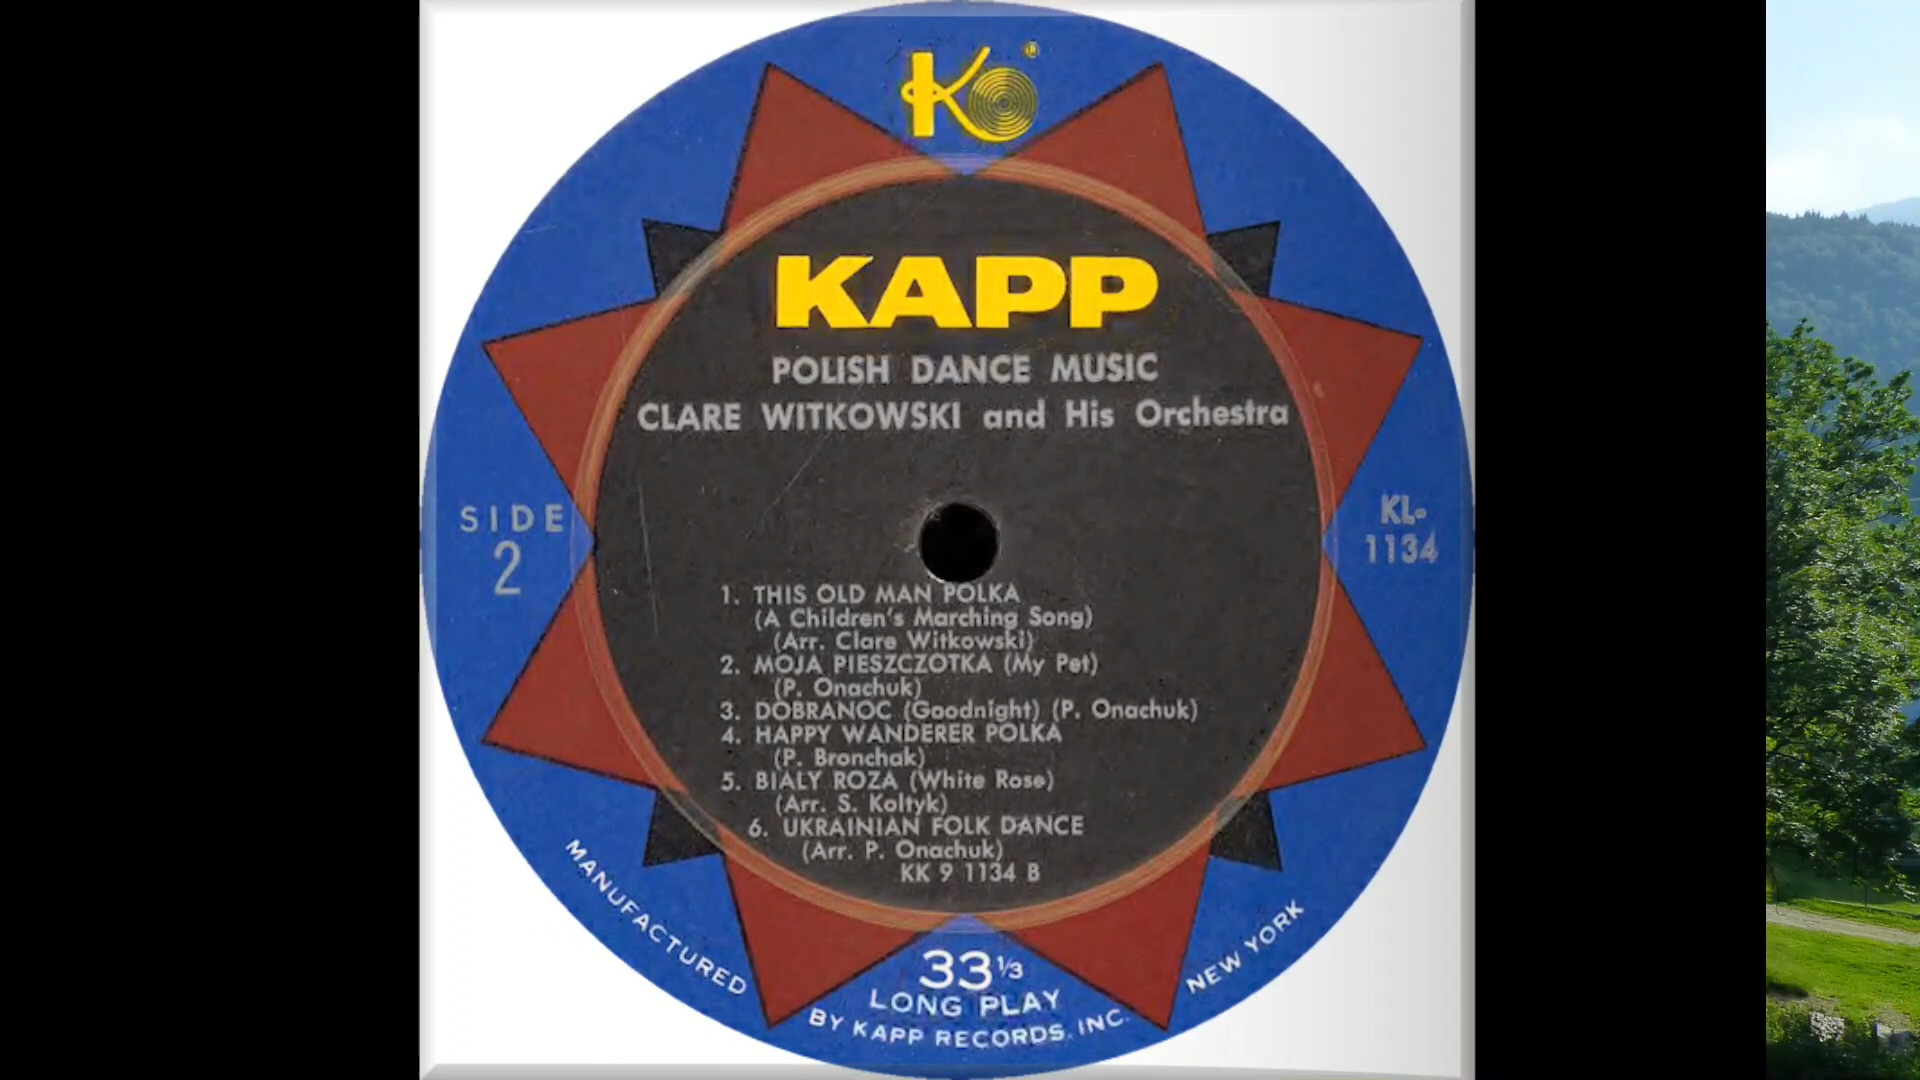 K
®
KAPP
POLISH DANCE MUSIC
CLARE WITKOWSKI and His Orchestra
SIDE
2
KL-
1134
1. THIS OLD MAN POLKA
(A Children's Marching Song)
(Arr. Clare Witkowski)
2. MOJA PIESZCZOTKA (My Pet)
(P. Onachuk)
3. DOBRANOC (Goodnight) (P. Onachuk)
4. HAPPY WANDERER POLKA
(P. Bronchak)
5. BIALY ROZA (White Rose)
(Arr. S. Koltyk)
6. UKRAINIAN FOLK DANCE
(Arr. P. Onachuk)
KK 9 1134 B
33⅓
LONG PLAY
MANUFACTURED BY KAPP RECORDS, INC. NEW YORK